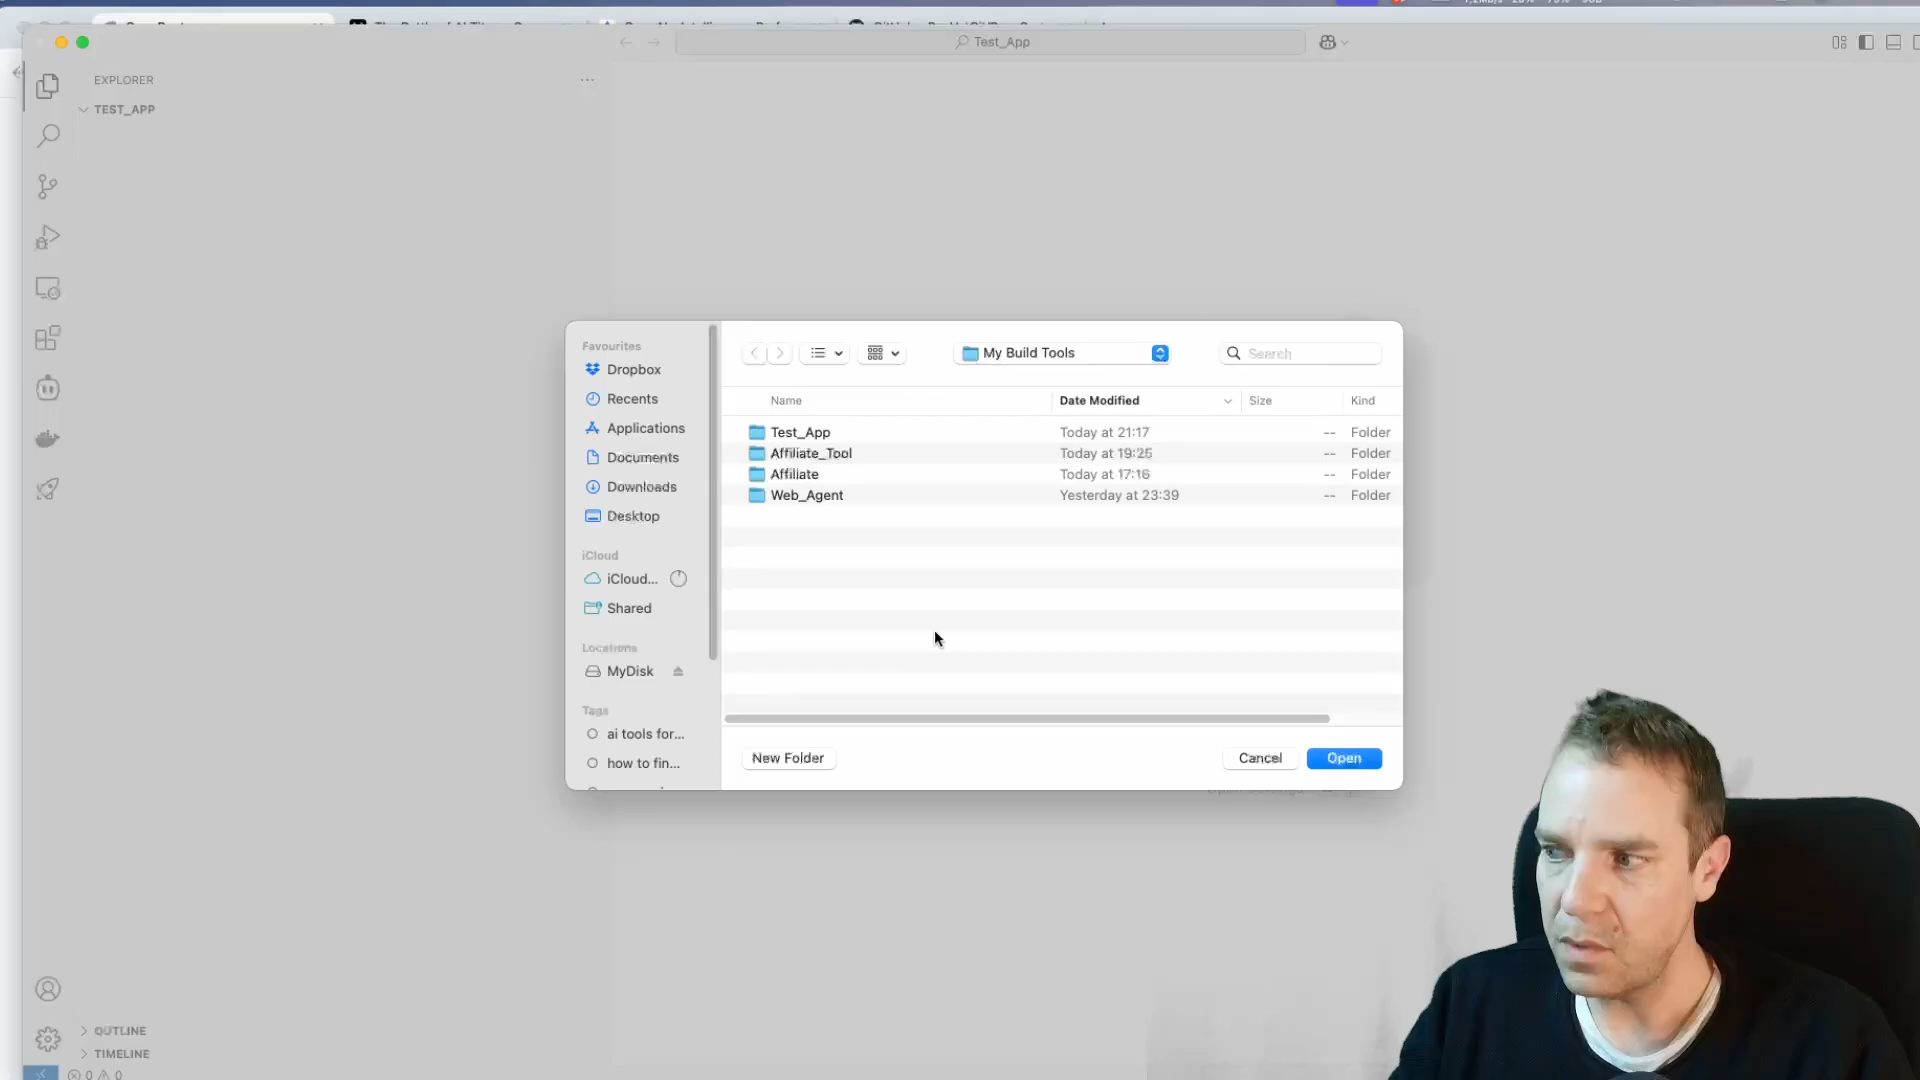 Test_App
EXPLORER
TEST_APP
Favourites
Dropbox
Recents
Applications
Documents
Downloads
Desktop
iCloud
iCloud...
Shared
Locations
MyDisk
Tags
ai tools for...
how to fin...
My Build Tools
Search
Name Date Modified Size Kind
Test_App Today at 21:17 -- Folder
Affiliate_Tool Today at 19:25 -- Folder
Affiliate Today at 17:16 -- Folder
Web_Agent Yesterday at 23:39 -- Folder
New Folder Cancel Open
OUTLINE
TIMELINE
0 0